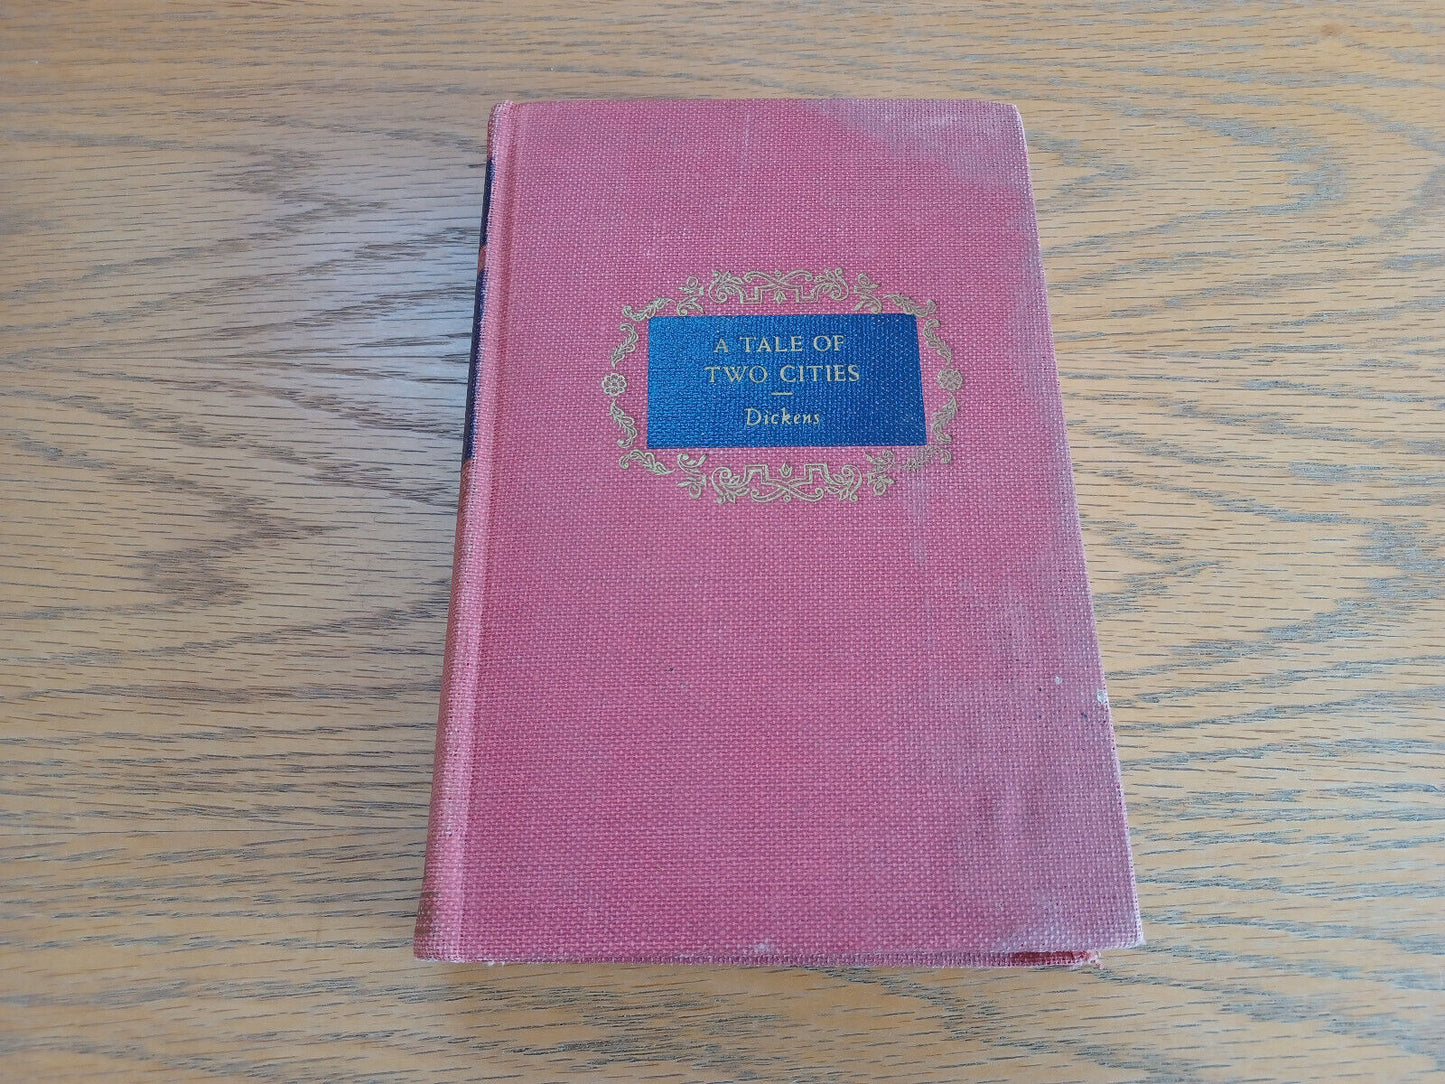 A TALE OF
TWO CITIES
Dickens